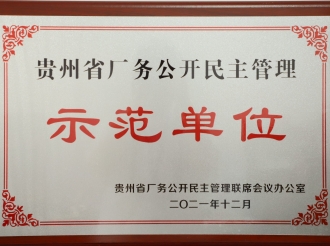 贵州省厂务公开民主管理
示范单位
贵州省厂务公开民主管理联席会议办公室
二〇二一年十二月